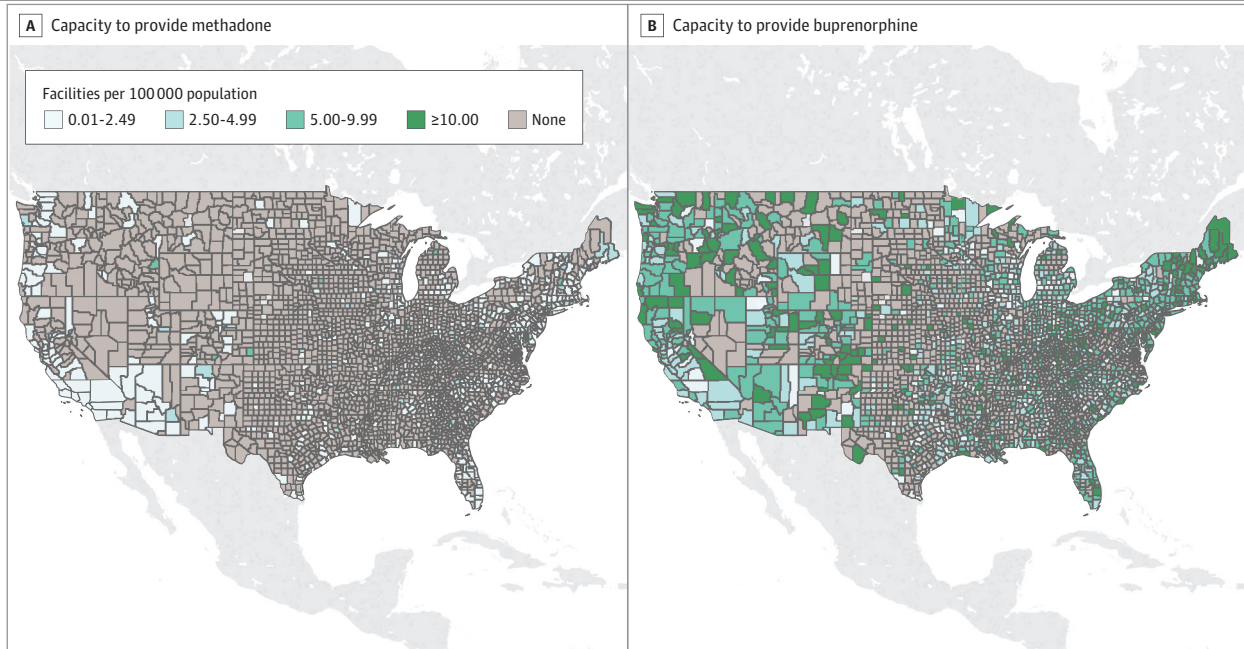 A Capacity to provide methadone
B Capacity to provide buprenorphine
Facilities per 100 000 population
0.01-2.49 2.50-4.99 5.00-9.99 ≥10.00 None